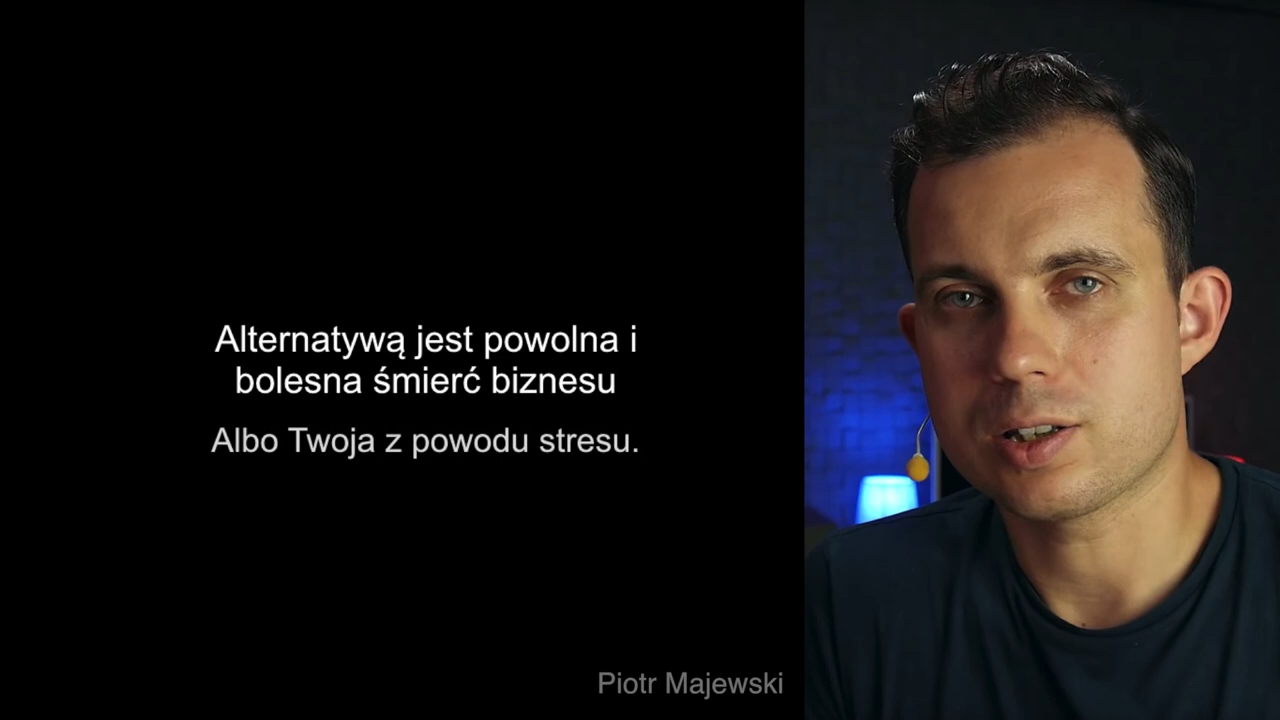 Alternatywą jest powolna i
bolesna śmierć biznesu
Albo Twoja z powodu stresu.
Piotr Majewski